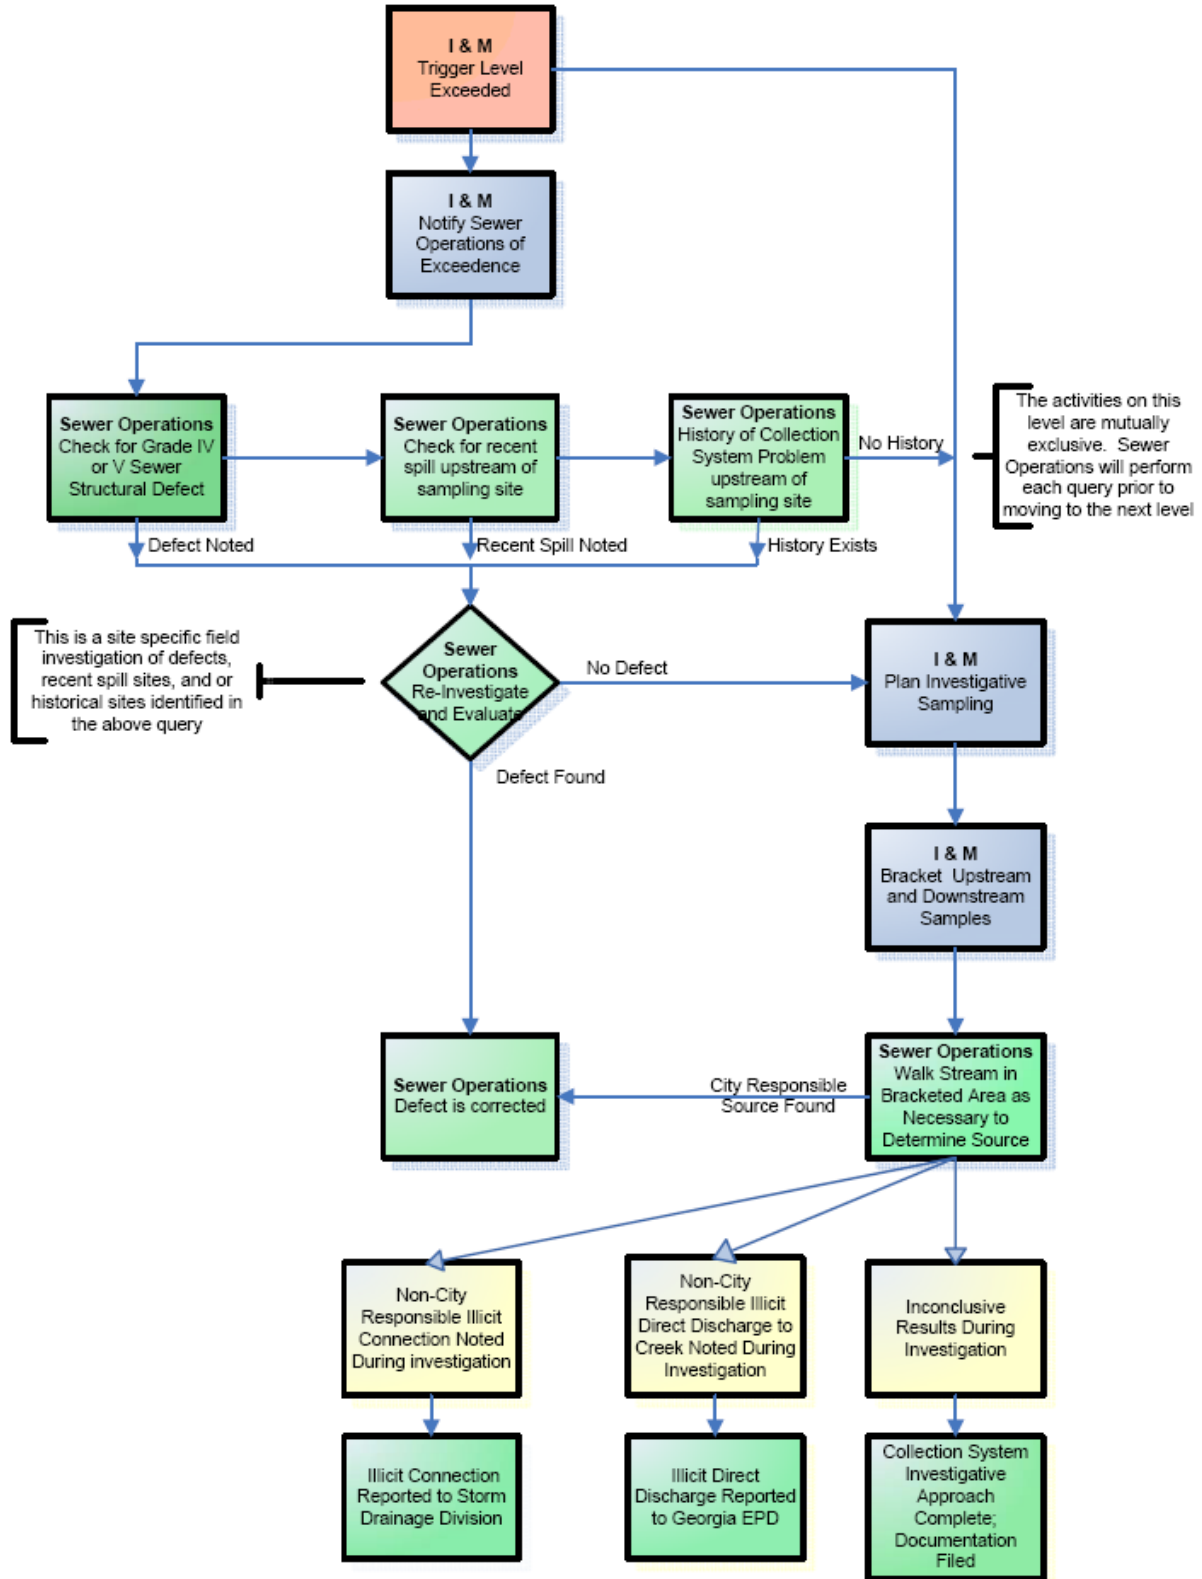 I & M
Trigger Level
Exceeded
I & M
Notify Sewer
Operations of
Exceedence
Sewer Operations
Check for Grade IV
or V Sewer
Structural Defect
Sewer Operations
Check for recent
spill upstream of
sampling site
Sewer Operations
History of Collection
System Problem
upstream of
sampling site
No History
The activities on this
level are mutually
exclusive. Sewer
Operations will perform
each query prior to
moving to the next level
Defect Noted
Recent Spill Noted
History Exists
This is a site specific field
investigation of defects,
recent spill sites, and or
historical sites identified in
the above query
Sewer
Operations
Re-Investigate
and Evaluate
No Defect
I & M
Plan Investigative
Sampling
Defect Found
I & M
Bracket Upstream
and Downstream
Samples
Sewer Operations
Defect is corrected
City Responsible
Source Found
Sewer Operations
Walk Stream in
Bracketed Area as
Necessary to
Determine Source
Non-City
Responsible Illicit
Connection Noted
During investigation
Non-City
Responsible Illicit
Direct Discharge to
Creek Noted During
Investigation
Inconclusive
Results During
Investigation
Illicit Connection
Reported to Storm
Drainage Division
Illicit Direct
Discharge Reported
to Georgia EPD
Collection System
Investigative
Approach
Complete;
Documentation
Filed